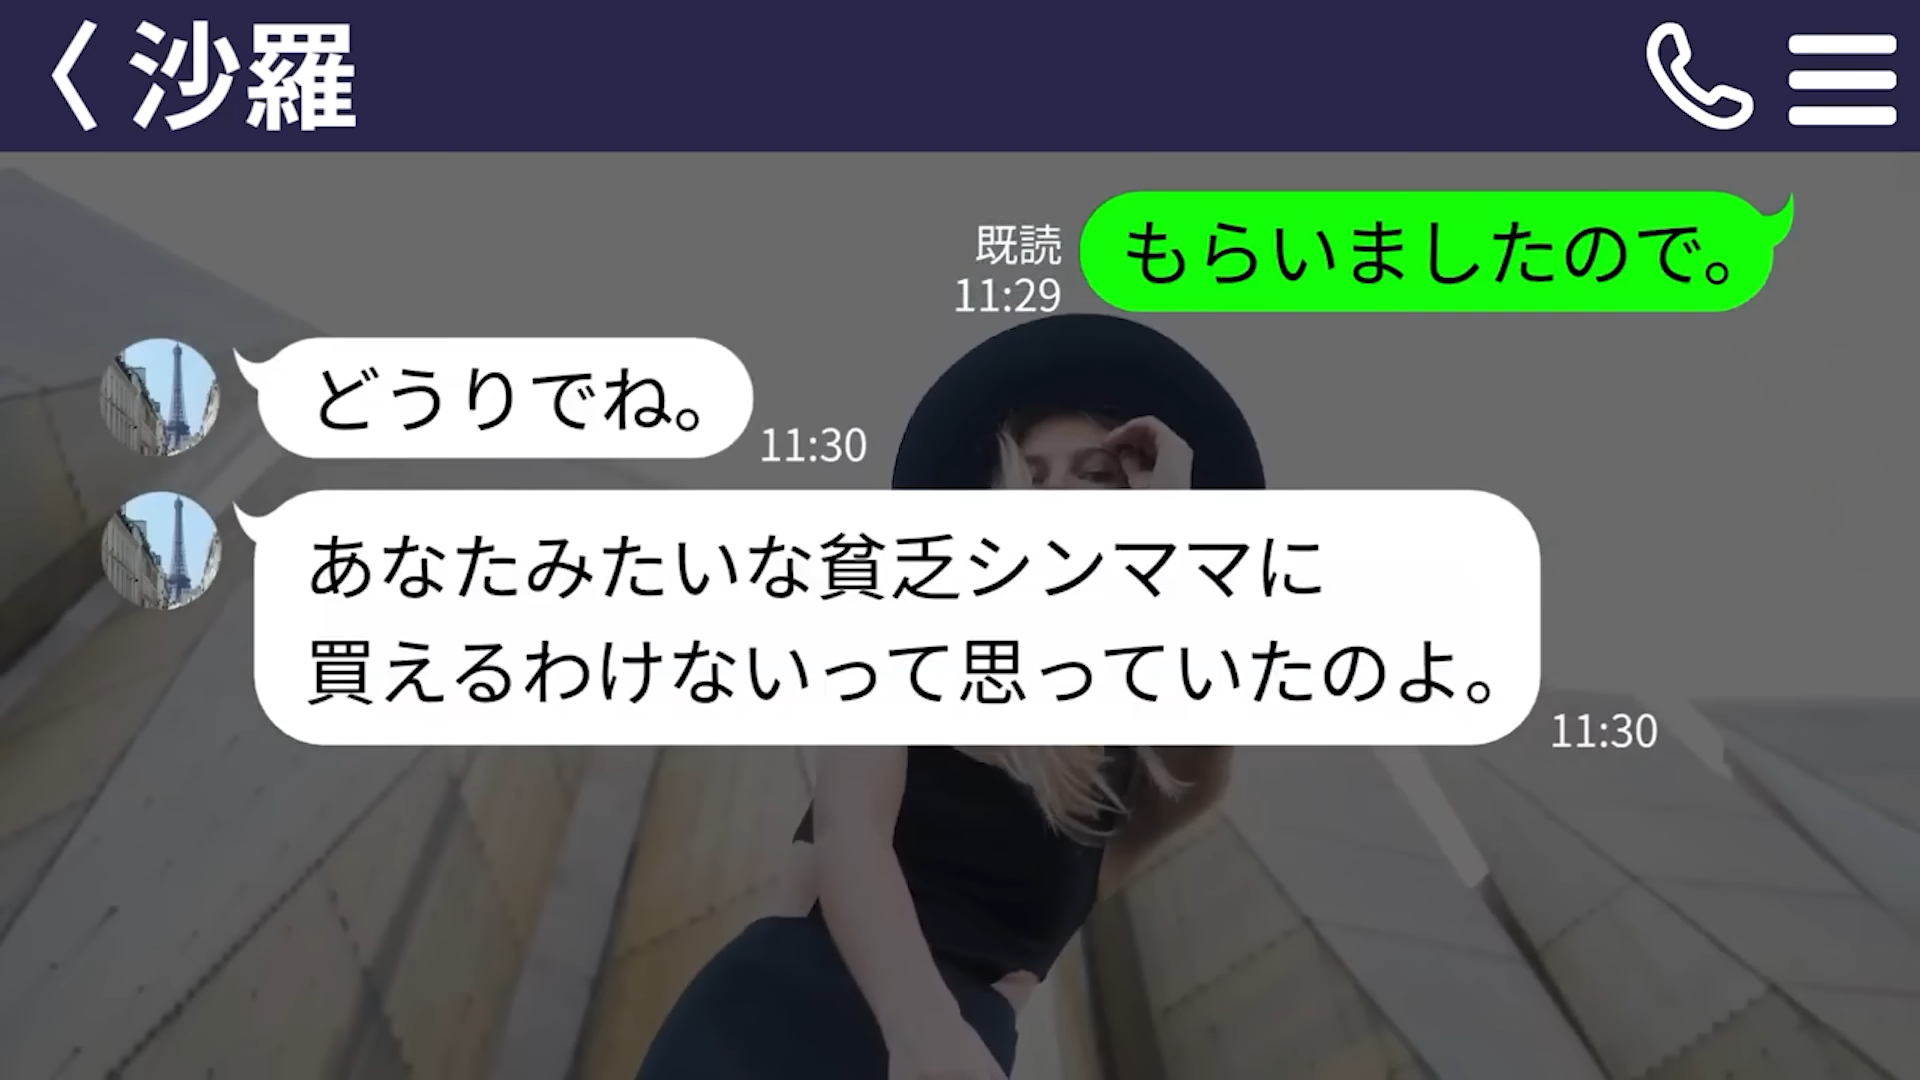 沙羅
もらいましたので。
既読
11:29
どうりでね。
11:30
あなたみたいな貧乏シンママに
買えるわけないって思っていたのよ。
11:30